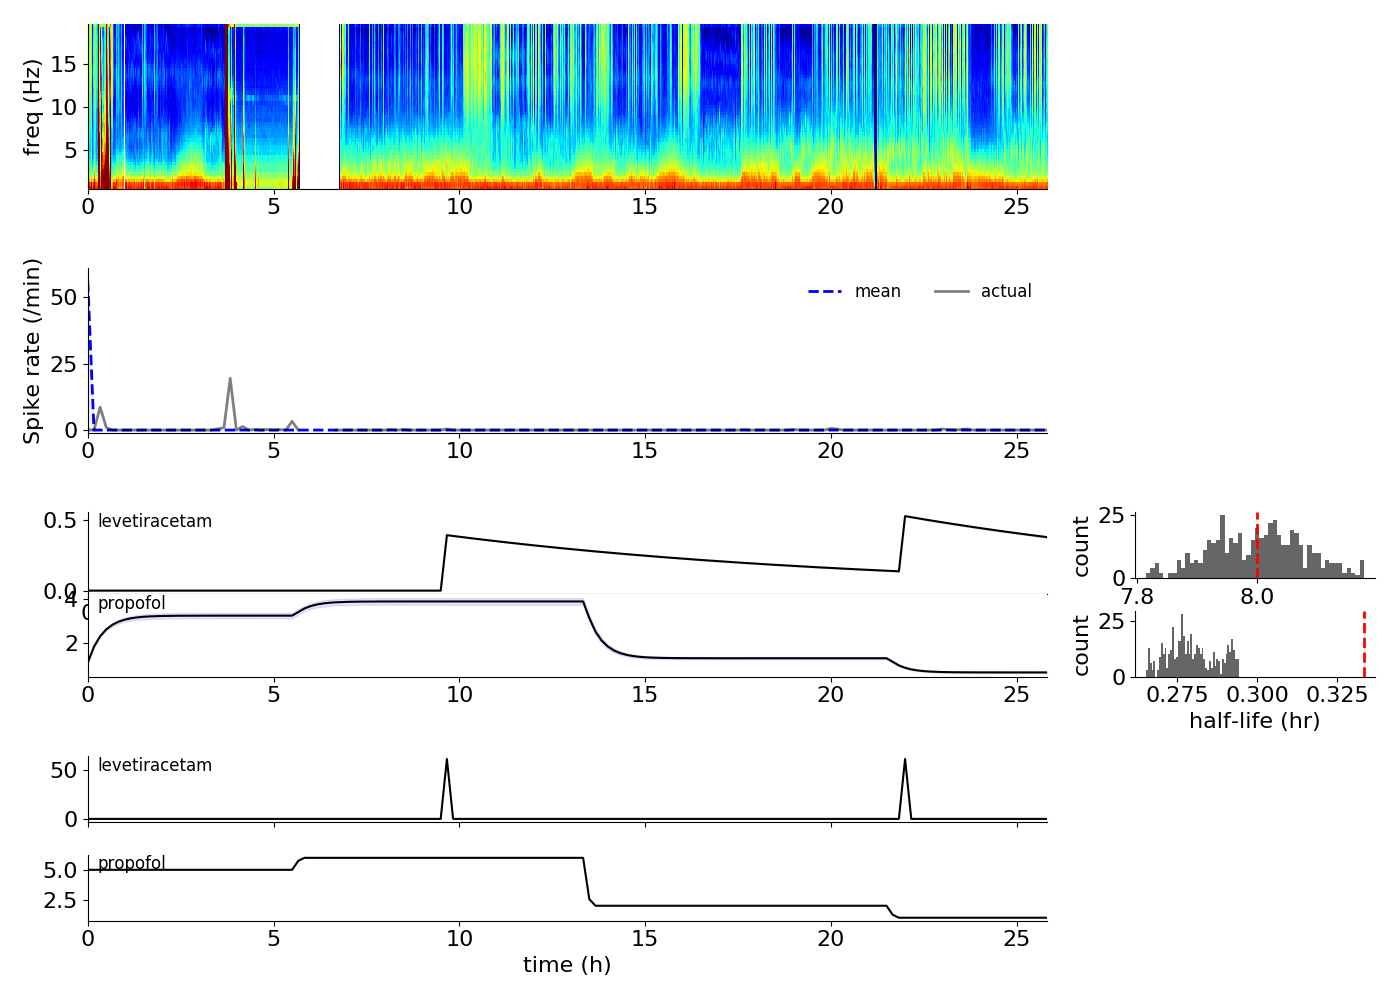 freq (Hz)
15
10
5
0 5 10 15 20 25
Spike rate (/min)
50
25
0
mean actual
0 5 10 15 20 25
levetiracetam
0.5
0.0
0
propofol
4
2
0 5 10 15 20 25
count
25
0
7.8 8.0
count
25
0
0.275 0.300 0.325
half-life (hr)
levetiracetam
50
0
propofol
5.0
2.5
0 5 10 15 20 25
time (h)